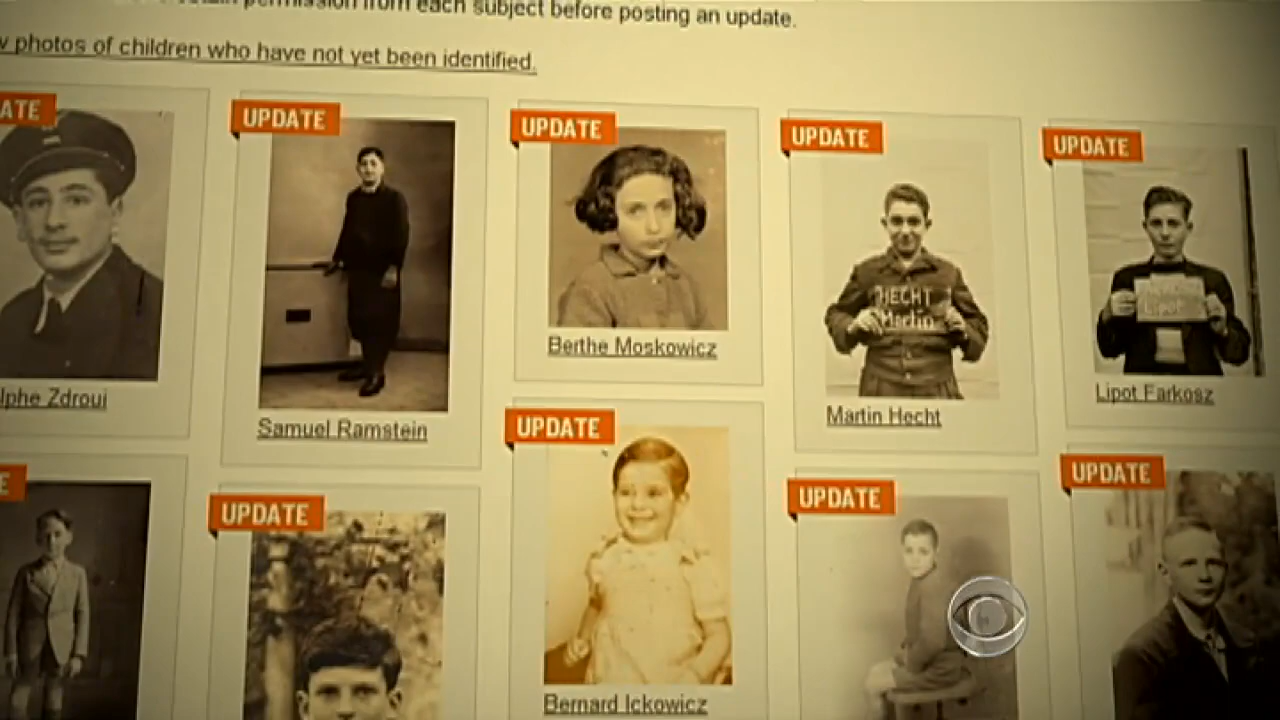 permission from each subject before posting an update.
photos of children who have not yet been identified.
UPDATE
UPDATE
UPDATE
UPDATE
Zdroui
Samuel Ramstein
Berthe Moskowicz
HECHT
Martin
Martin Hecht
Lipot
Lipot Farkosz
UPDATE
UPDATE
UPDATE
UPDATE
Bernard Ickowicz